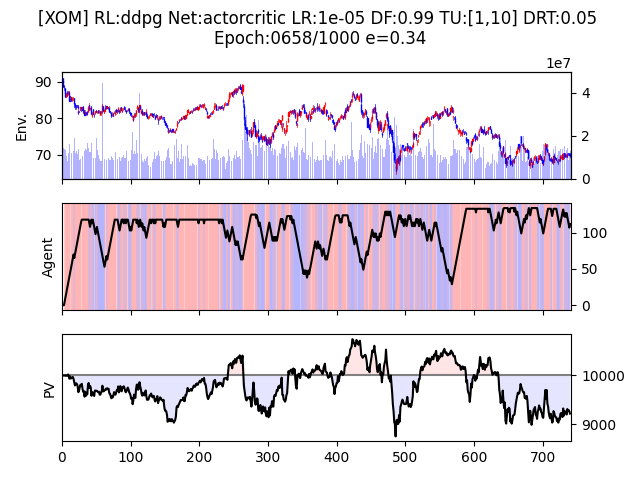 [XOM] RL:ddpg Net:actorcritic LR:1e-05 DF:0.99 TU:[1,10] DRT:0.05
Epoch:0658/1000 e=0.34
1e7
90
80
70
Env.
4
2
0
Agent
100
50
0
PV
10000
9000
0 100 200 300 400 500 600 700